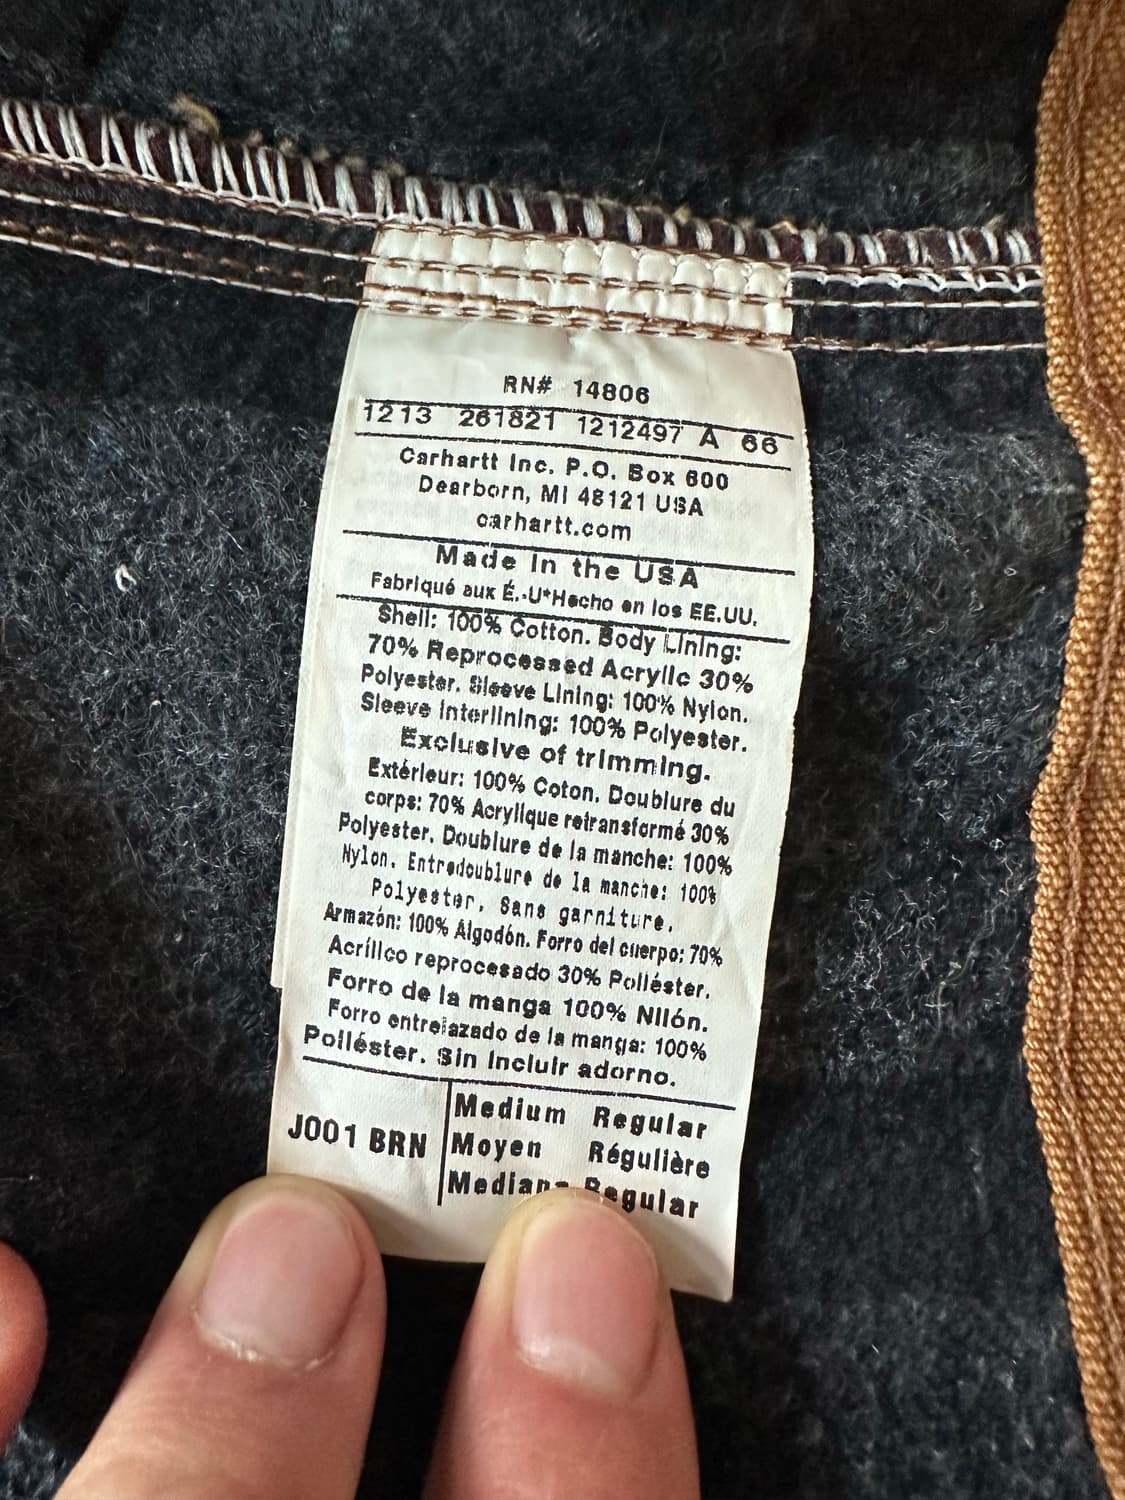 RN# 14806
1213 261821 1212497 A 66
Carhartt Inc. P.O. Box 600
Dearborn, MI 48121 USA
carhartt.com
Made in the USA
Fabriqué aux É.-U*Hecho en los EE.UU.
Shell: 100% Cotton. Body Lining:
70% Reprocessed Acrylic 30%
Polyester. Sleeve Lining: 100% Nylon.
Sleeve Interlining: 100% Polyester.
Exclusive of trimming.
Extérieur: 100% Coton. Doublure du
corps: 70% Acrylique retransformé 30%
Polyester. Doublure de la manche: 100%
Nylon. Entredoublure de la manche: 100%
Polyester. Sans garniture.
Armazón: 100% Algodón. Forro del cuerpo: 70%
Acrílico reprocesado 30% Poliéster.
Forro de la manga 100% Nilón.
Forro entrelazado de la manga: 100%
Poliéster. Sin incluir adorno.
J001 BRN
Medium Regular
Moyen Régulière
Mediana Regular